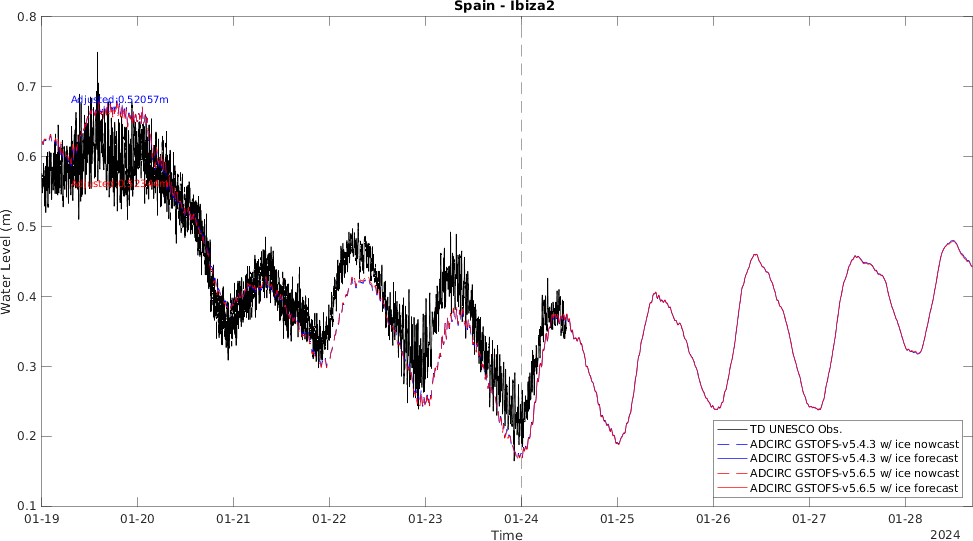 Spain - Ibiza2
0.8
0.7
0.6
0.5
0.4
0.3
0.2
0.1
Water Level (m)
Adjusted:0.52057m
TD UNESCO Obs.
ADCIRC GSTOFS-v5.4.3 w/ ice nowcast
ADCIRC GSTOFS-v5.4.3 w/ ice forecast
ADCIRC GSTOFS-v5.6.5 w/ ice nowcast
ADCIRC GSTOFS-v5.6.5 w/ ice forecast
01-19 01-20 01-21 01-22 01-23 01-24 01-25 01-26 01-27 01-28
Time
2024